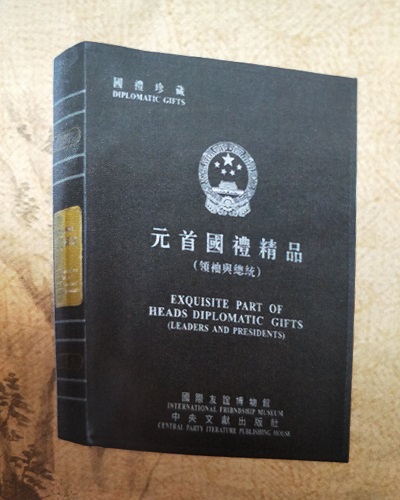 國禮珍藏
DIPLOMATIC GIFTS
元首國禮精品
(領袖與總統)
EXQUISITE PART OF
HEADS DIPLOMATIC GIFTS
(LEADERS AND PRESIDENTS)
國際友誼博物館
INTERNATIONAL FRIENDSHIP MUSEUM
中央文獻出版社
CENTRAL PARTY ITERATURE PUBLISHING HOUSE